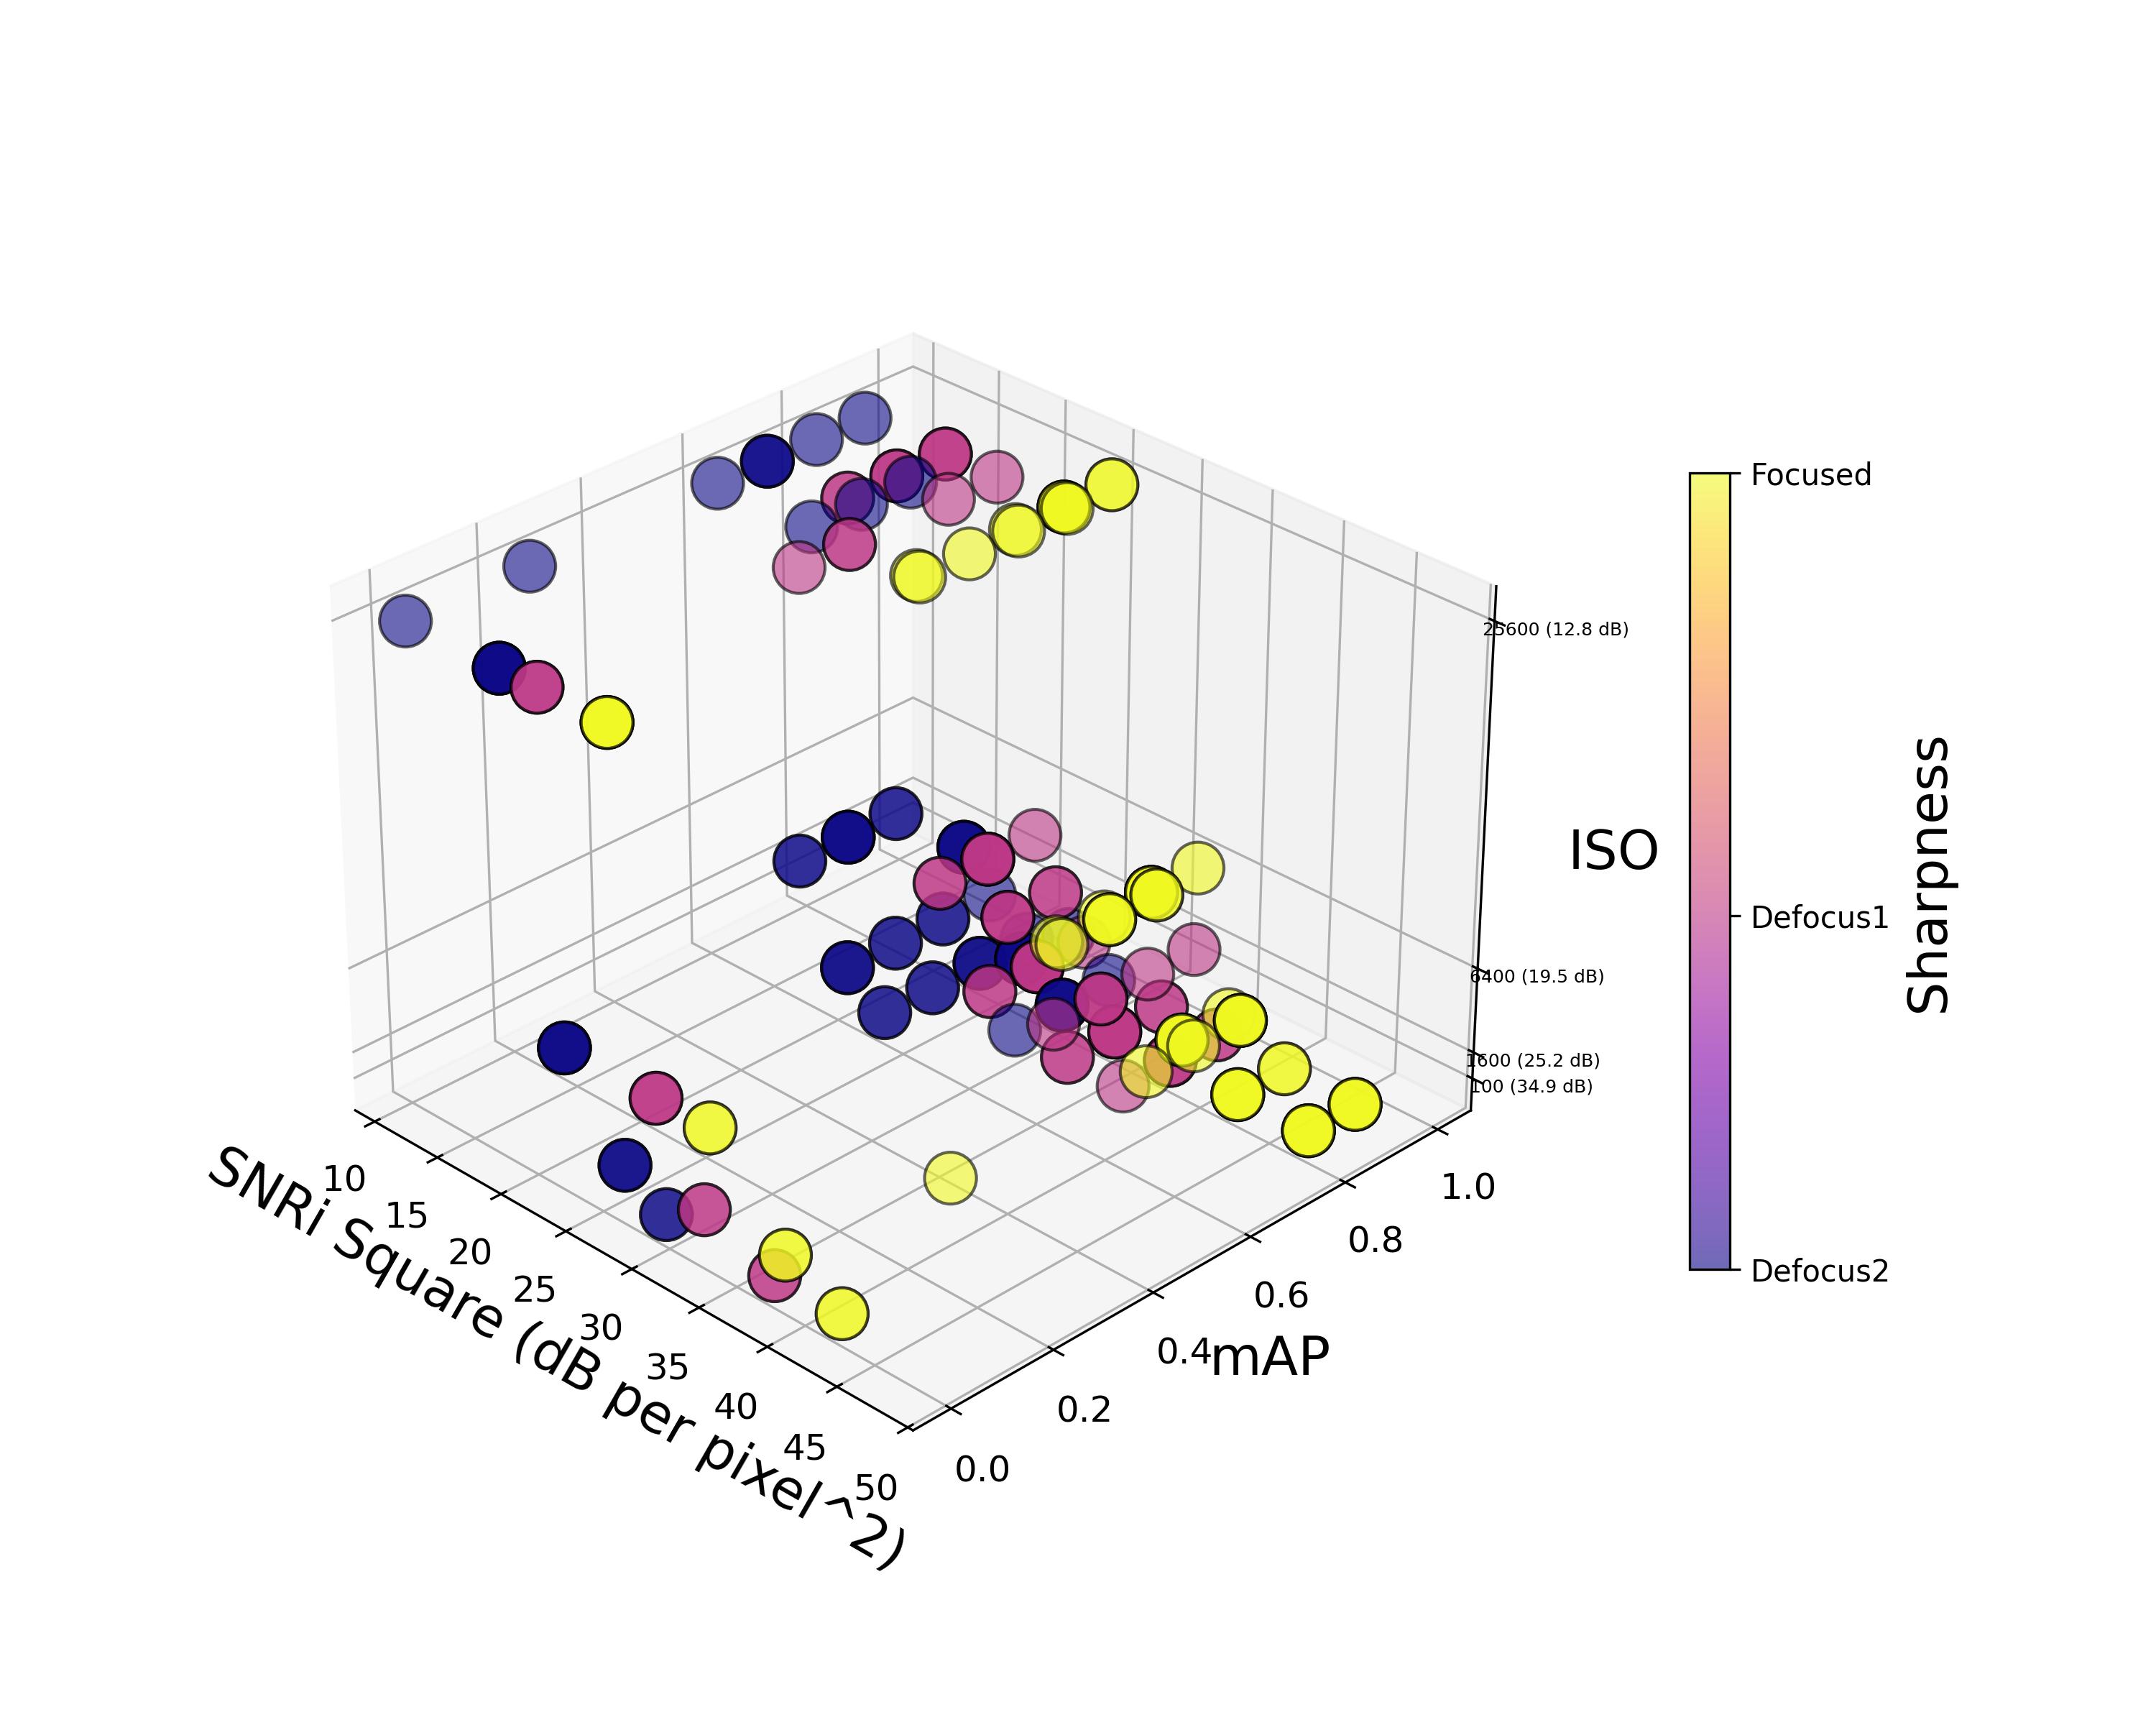 Focused
25600 (12.8 dB)
ISO
Sharpness
Defocus1
6400 (19.5 dB)
1600 (25.2 dB)
100 (34.9 dB)
Defocus2
10
15
20
25
30
35
40
45
50
SNRi Square (dB per pixel^2)
0.0
0.2
0.4
0.6
0.8
1.0
mAP